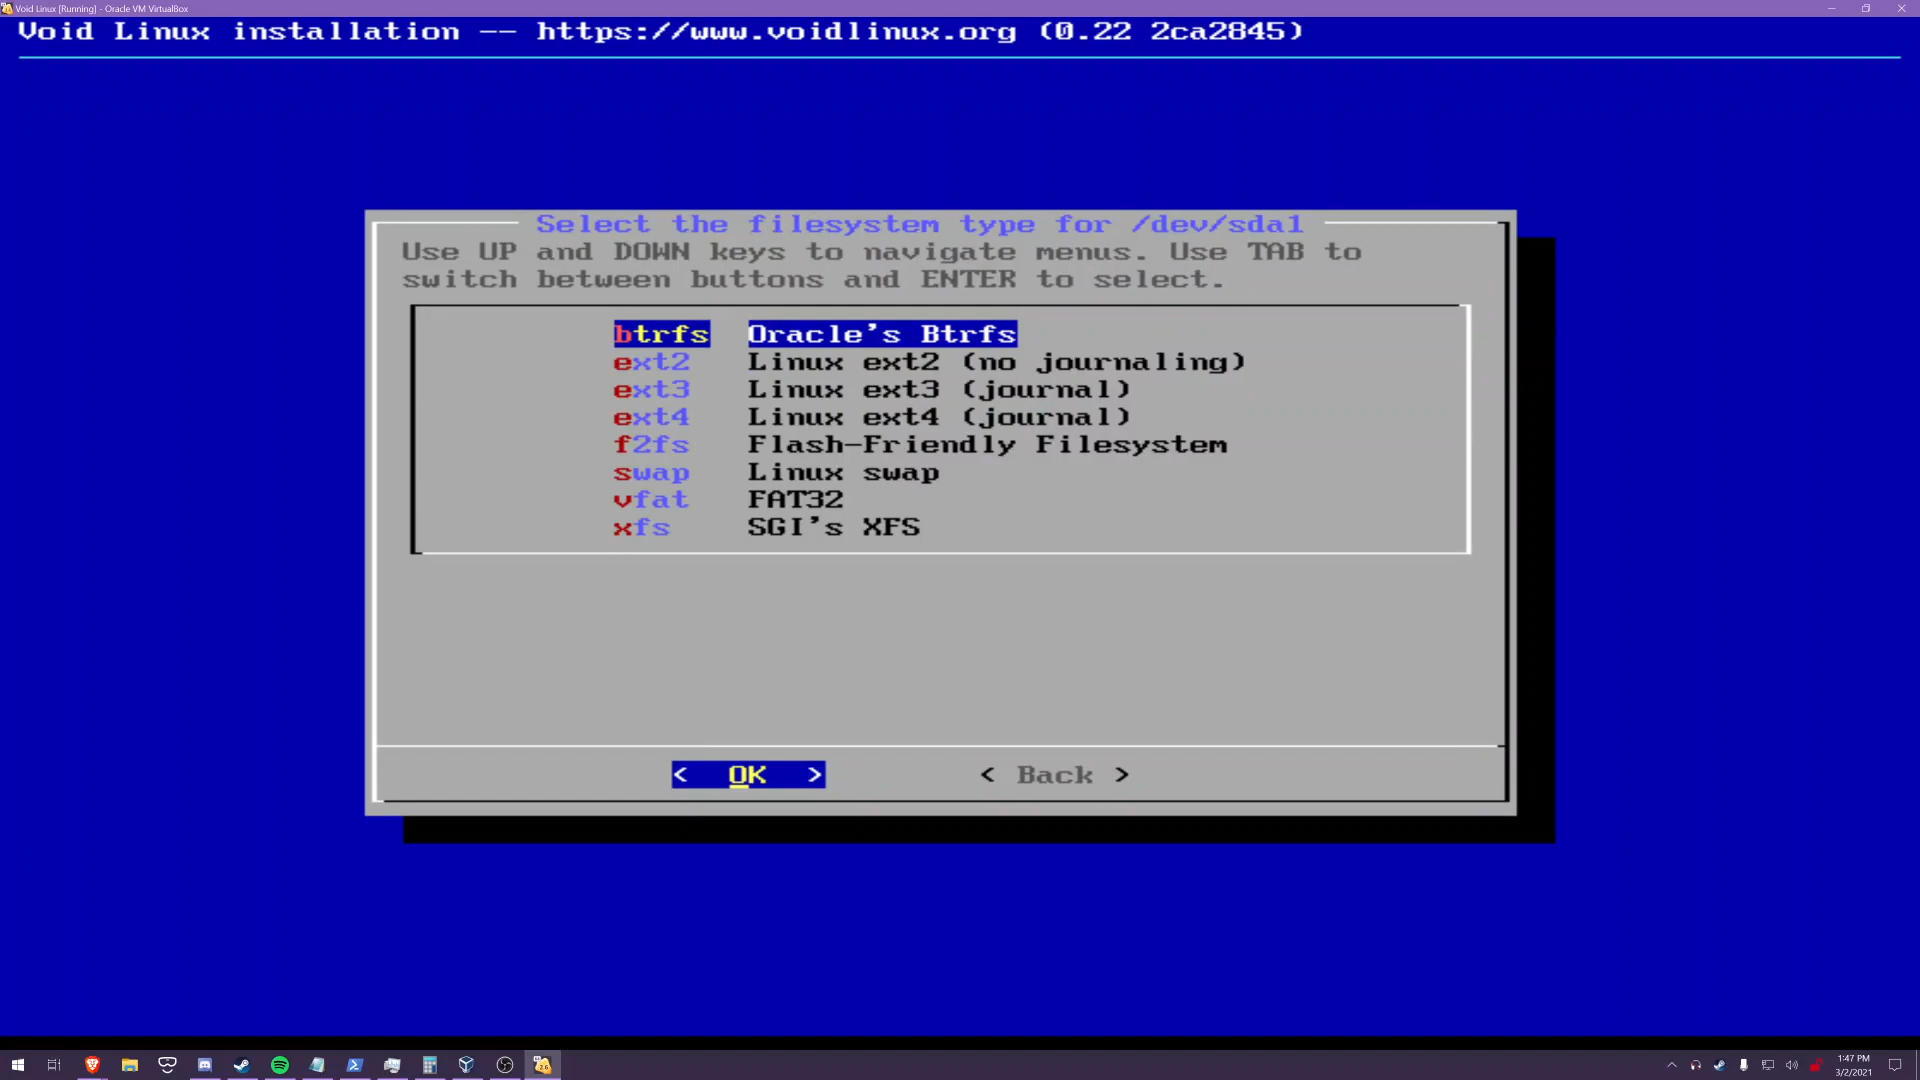 Void Linux [Running] - Oracle VM VirtualBox
Void Linux installation -- https://www.voidlinux.org (0.22 2ca2845)
Select the filesystem type for /dev/sda1
Use UP and DOWN keys to navigate menus. Use TAB to
switch between buttons and ENTER to select.
btrfs Oracle's Btrfs
ext2 Linux ext2 (no journaling)
ext3 Linux ext3 (journal)
ext4 Linux ext4 (journal)
f2fs Flash-Friendly Filesystem
swap Linux swap
vfat FAT32
xfs SGI's XFS
< OK > < Back >
1:47 PM
3/2/2021